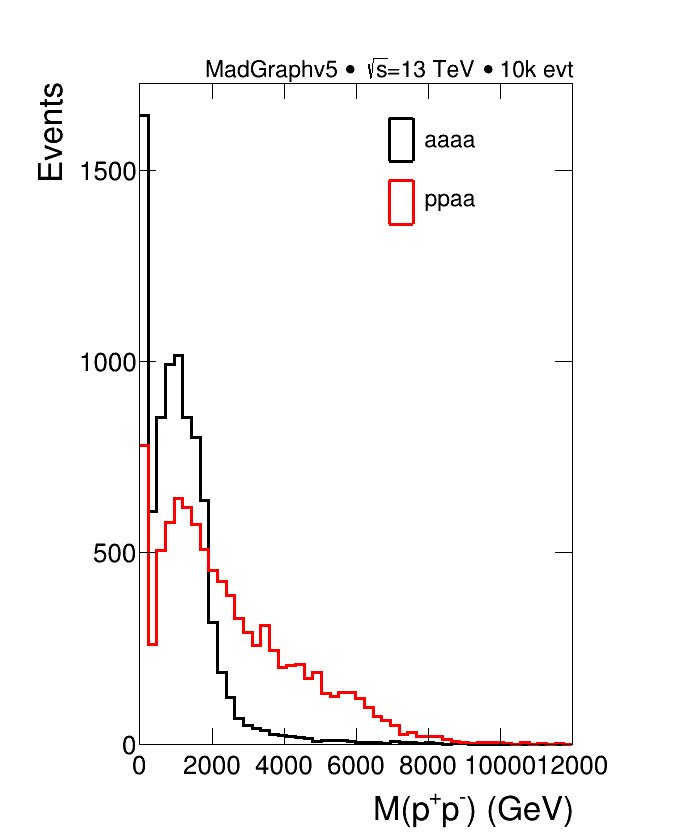 MadGraphv5 • √s=13 TeV • 10k evt
Events
aaaa
ppaa
1500
1000
500
0
0 2000 4000 6000 8000 10000 12000
M(p⁺p⁻) (GeV)